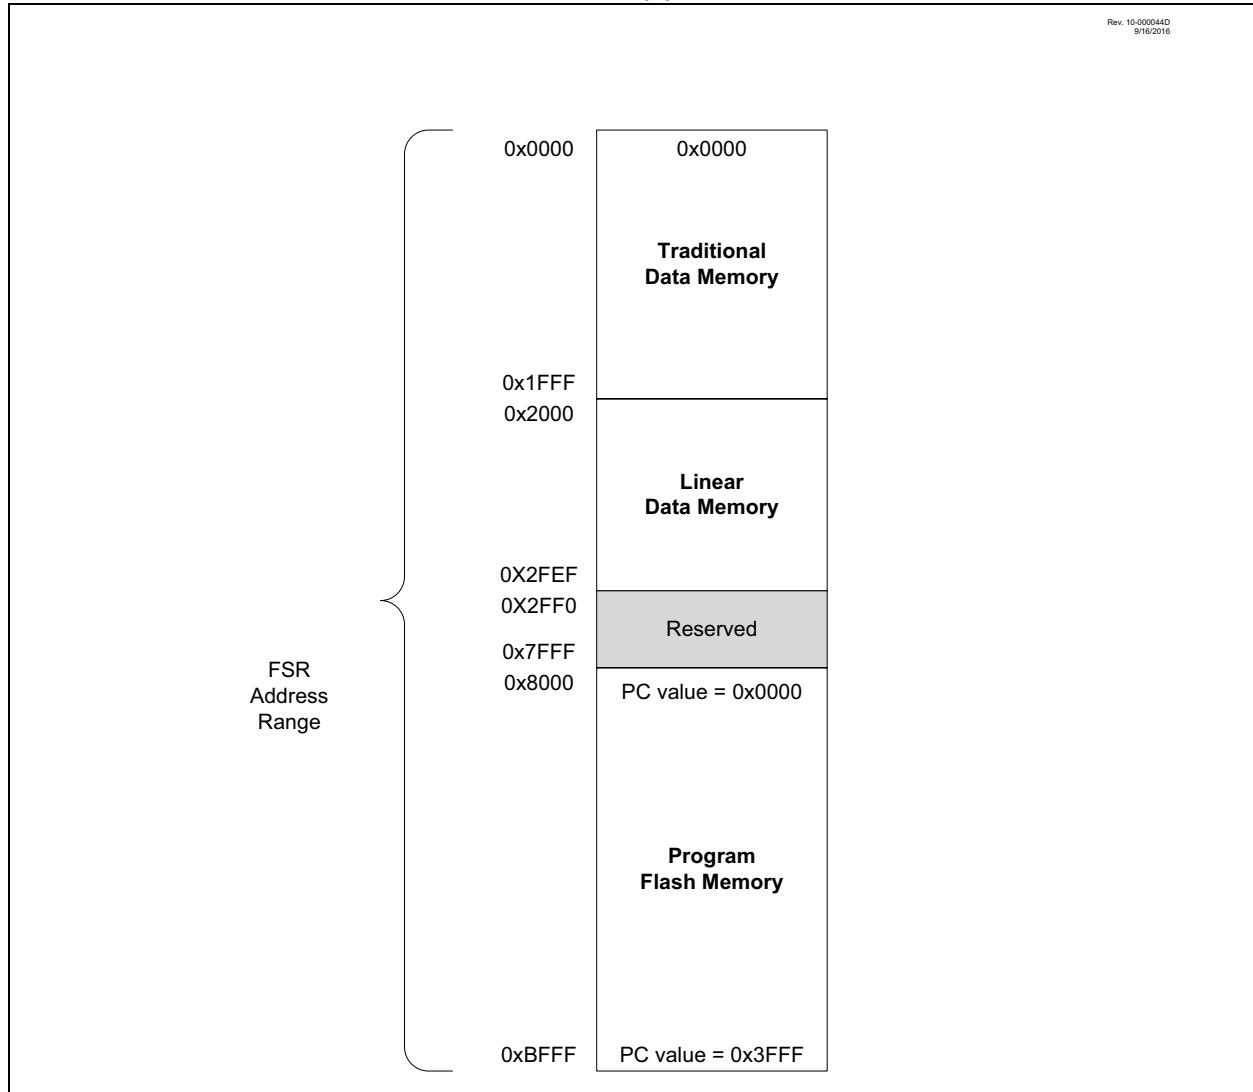 Rev. 10-000044D
9/16/2016
0x0000
0x0000
Traditional
Data Memory
0x1FFF
0x2000
Linear
Data Memory
0X2FEF
0X2FF0
Reserved
0x7FFF
0x8000
PC value = 0x0000
FSR
Address
Range
Program
Flash Memory
0xBFFF
PC value = 0x3FFF